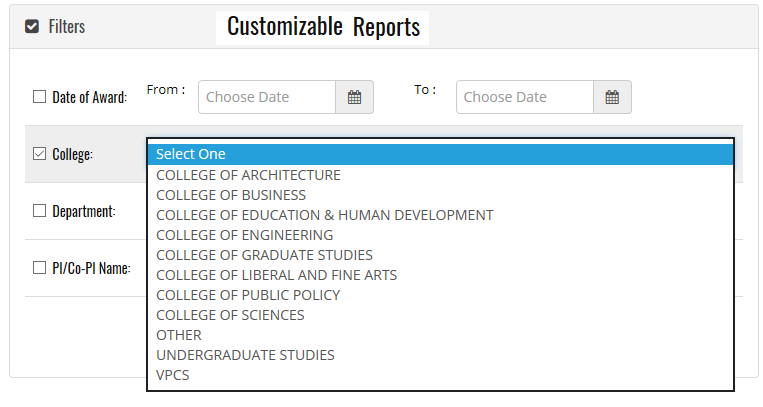 Filters
Customizable Reports
Date of Award: From : Choose Date To : Choose Date
College: Select One
COLLEGE OF ARCHITECTURE
COLLEGE OF BUSINESS
Department: COLLEGE OF EDUCATION & HUMAN DEVELOPMENT
COLLEGE OF ENGINEERING
COLLEGE OF GRADUATE STUDIES
PI/Co-PI Name: COLLEGE OF LIBERAL AND FINE ARTS
COLLEGE OF PUBLIC POLICY
COLLEGE OF SCIENCES
OTHER
UNDERGRADUATE STUDIES
VPCS